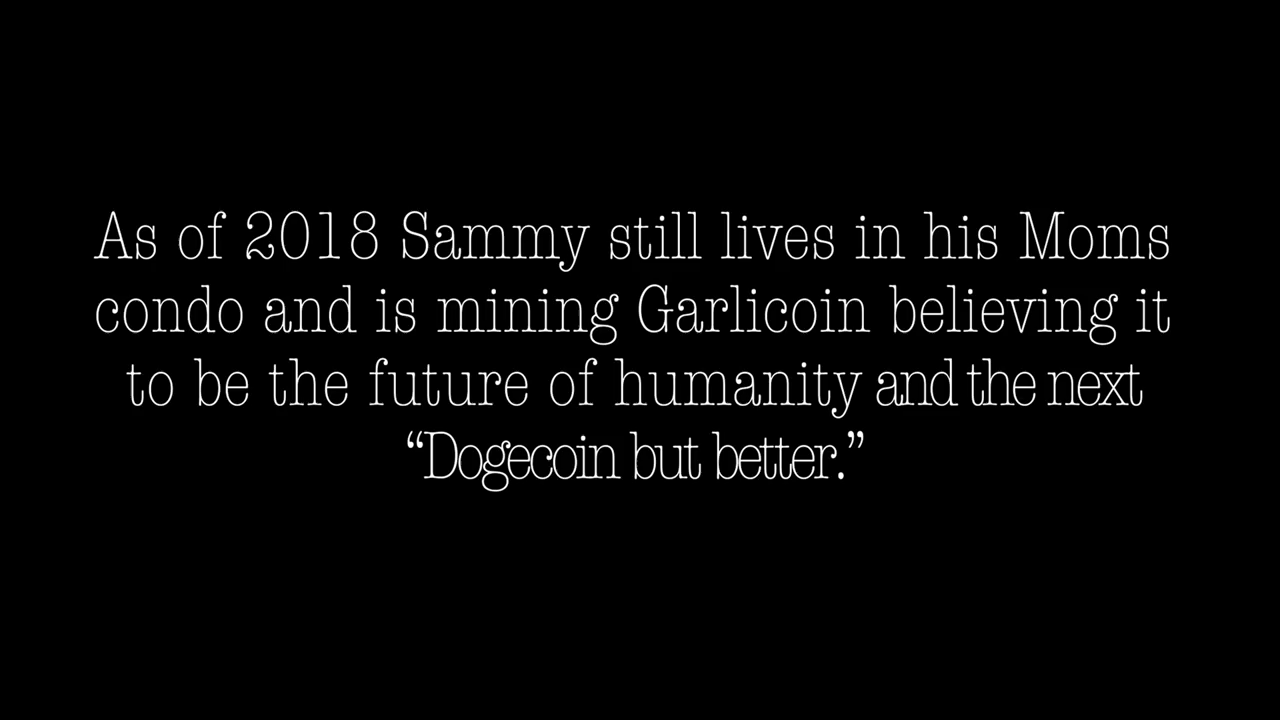 As of 2018 Sammy still lives in his Moms
condo and is mining Garlicoin believing it
to be the future of humanity and the next
“Dogecoin but better.”